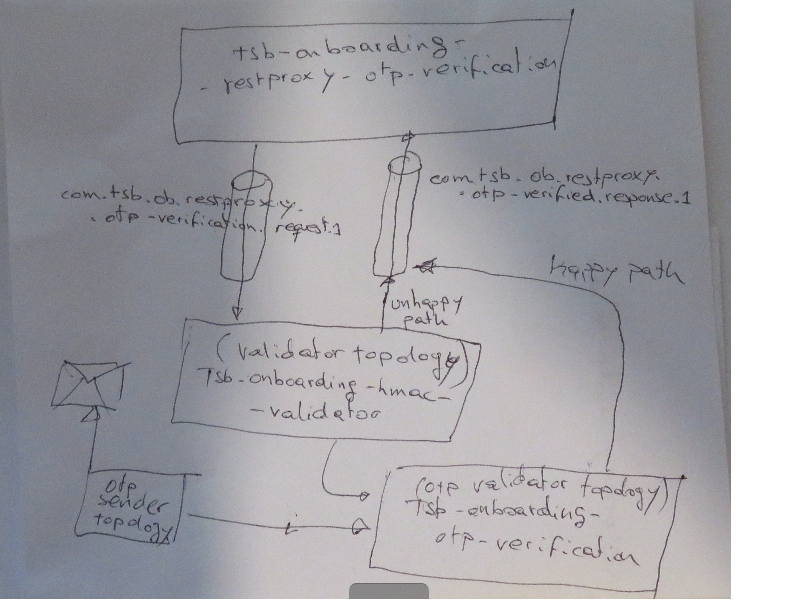 tsb-onboarding-
-restproxy-otp-verification
com.tsb.ob.restproxy.
.otp-verification.request.1
com.tsb.ob.restproxy.
.otp-verified.response.1
happy path
unhappy
path
(validator topology)
Tsb-onboarding-hmac-
-validator
otp
sender
topology
(otp validator topology)
Tsb-onboarding-
otp-verification